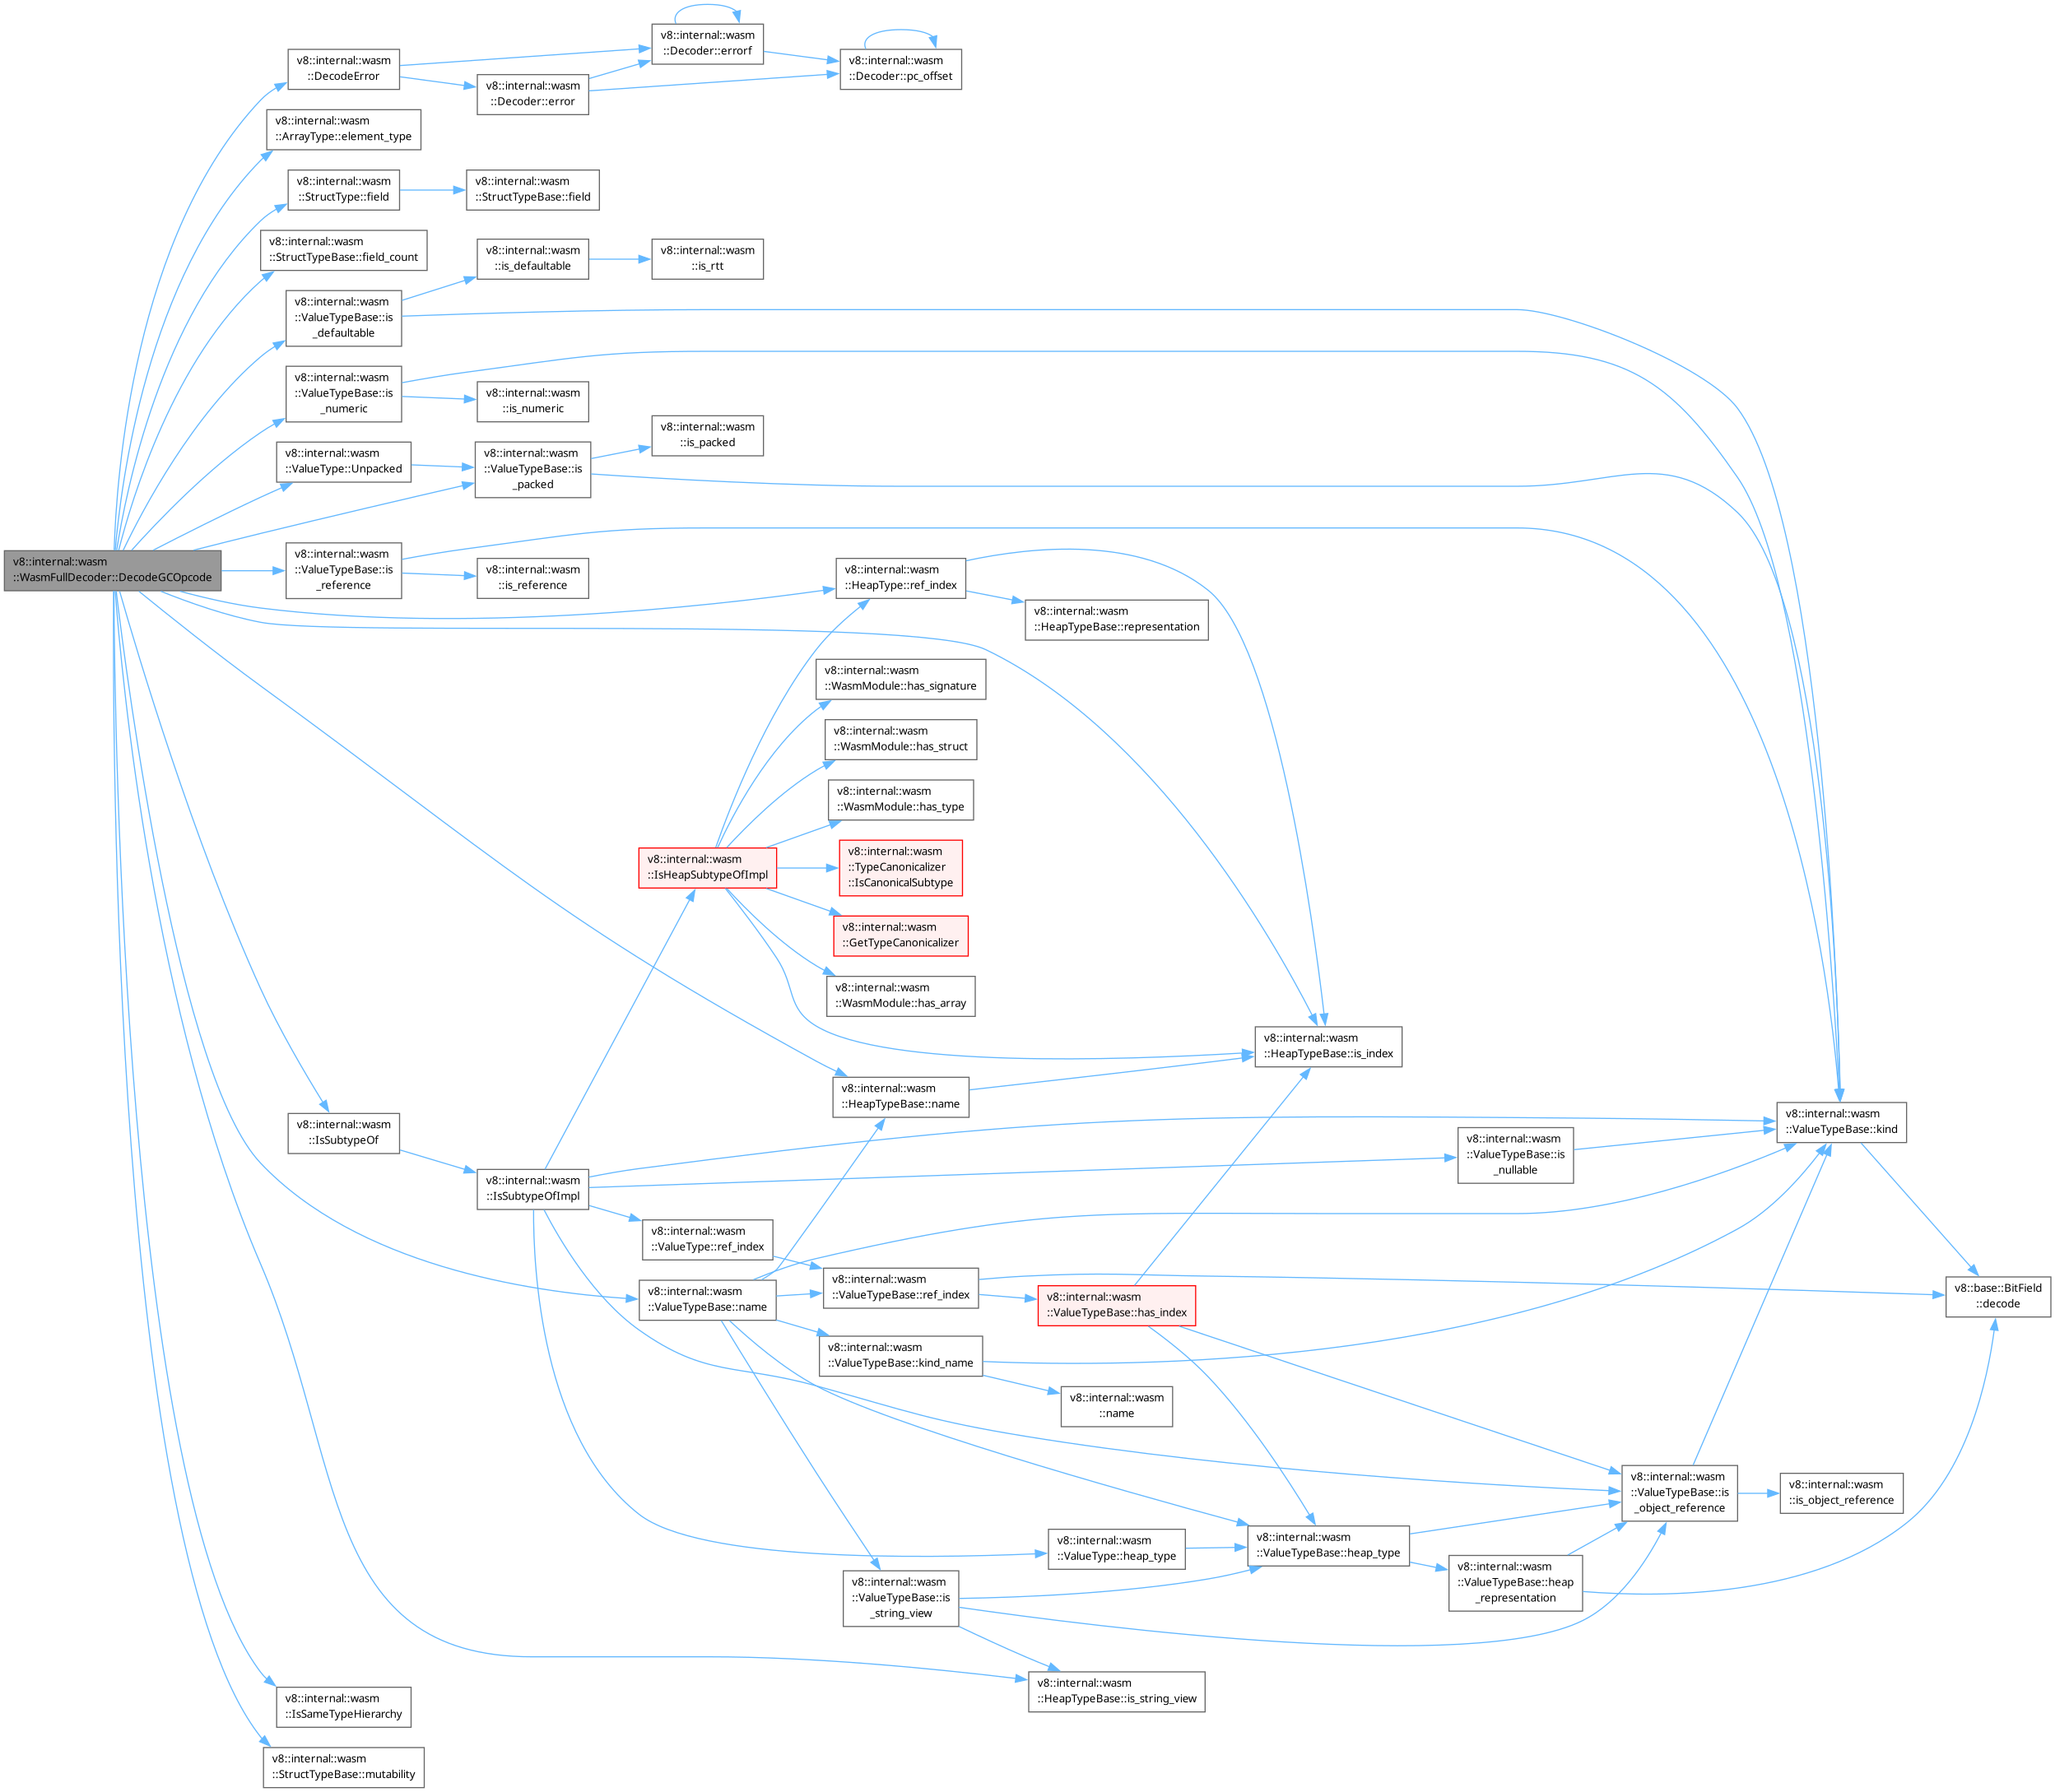 v8::internal::wasm
::Decoder::errorf
v8::internal::wasm
::DecodeError
v8::internal::wasm
::Decoder::pc_offset
v8::internal::wasm
::Decoder::error
v8::internal::wasm
::ArrayType::element_type
v8::internal::wasm
::StructType::field
v8::internal::wasm
::StructTypeBase::field
v8::internal::wasm
::StructTypeBase::field_count
v8::internal::wasm
::is_defaultable
v8::internal::wasm
::is_rtt
v8::internal::wasm
::ValueTypeBase::is
_defaultable
v8::internal::wasm
::ValueTypeBase::is
_numeric
v8::internal::wasm
::is_numeric
v8::internal::wasm
::is_packed
v8::internal::wasm
::ValueType::Unpacked
v8::internal::wasm
::ValueTypeBase::is
_packed
v8::internal::wasm
::WasmFullDecoder::DecodeGCOpcode
v8::internal::wasm
::ValueTypeBase::is
_reference
v8::internal::wasm
::is_reference
v8::internal::wasm
::HeapType::ref_index
v8::internal::wasm
::HeapTypeBase::representation
v8::internal::wasm
::WasmModule::has_signature
v8::internal::wasm
::WasmModule::has_struct
v8::internal::wasm
::WasmModule::has_type
v8::internal::wasm
::IsHeapSubtypeOfImpl
v8::internal::wasm
::TypeCanonicalizer
::IsCanonicalSubtype
v8::internal::wasm
::GetTypeCanonicalizer
v8::internal::wasm
::WasmModule::has_array
v8::internal::wasm
::HeapTypeBase::is_index
v8::internal::wasm
::HeapTypeBase::name
v8::internal::wasm
::ValueTypeBase::kind
v8::internal::wasm
::IsSubtypeOf
v8::internal::wasm
::ValueTypeBase::is
_nullable
v8::internal::wasm
::IsSubtypeOfImpl
v8::internal::wasm
::ValueType::ref_index
v8::internal::wasm
::ValueTypeBase::ref_index
v8::internal::wasm
::ValueTypeBase::name
v8::internal::wasm
::ValueTypeBase::has_index
v8::base::BitField
::decode
v8::internal::wasm
::ValueTypeBase::kind_name
v8::internal::wasm
::name
v8::internal::wasm
::ValueTypeBase::is
_object_reference
v8::internal::wasm
::is_object_reference
v8::internal::wasm
::ValueType::heap_type
v8::internal::wasm
::ValueTypeBase::heap_type
v8::internal::wasm
::ValueTypeBase::heap
_representation
v8::internal::wasm
::ValueTypeBase::is
_string_view
v8::internal::wasm
::HeapTypeBase::is_string_view
v8::internal::wasm
::IsSameTypeHierarchy
v8::internal::wasm
::StructTypeBase::mutability